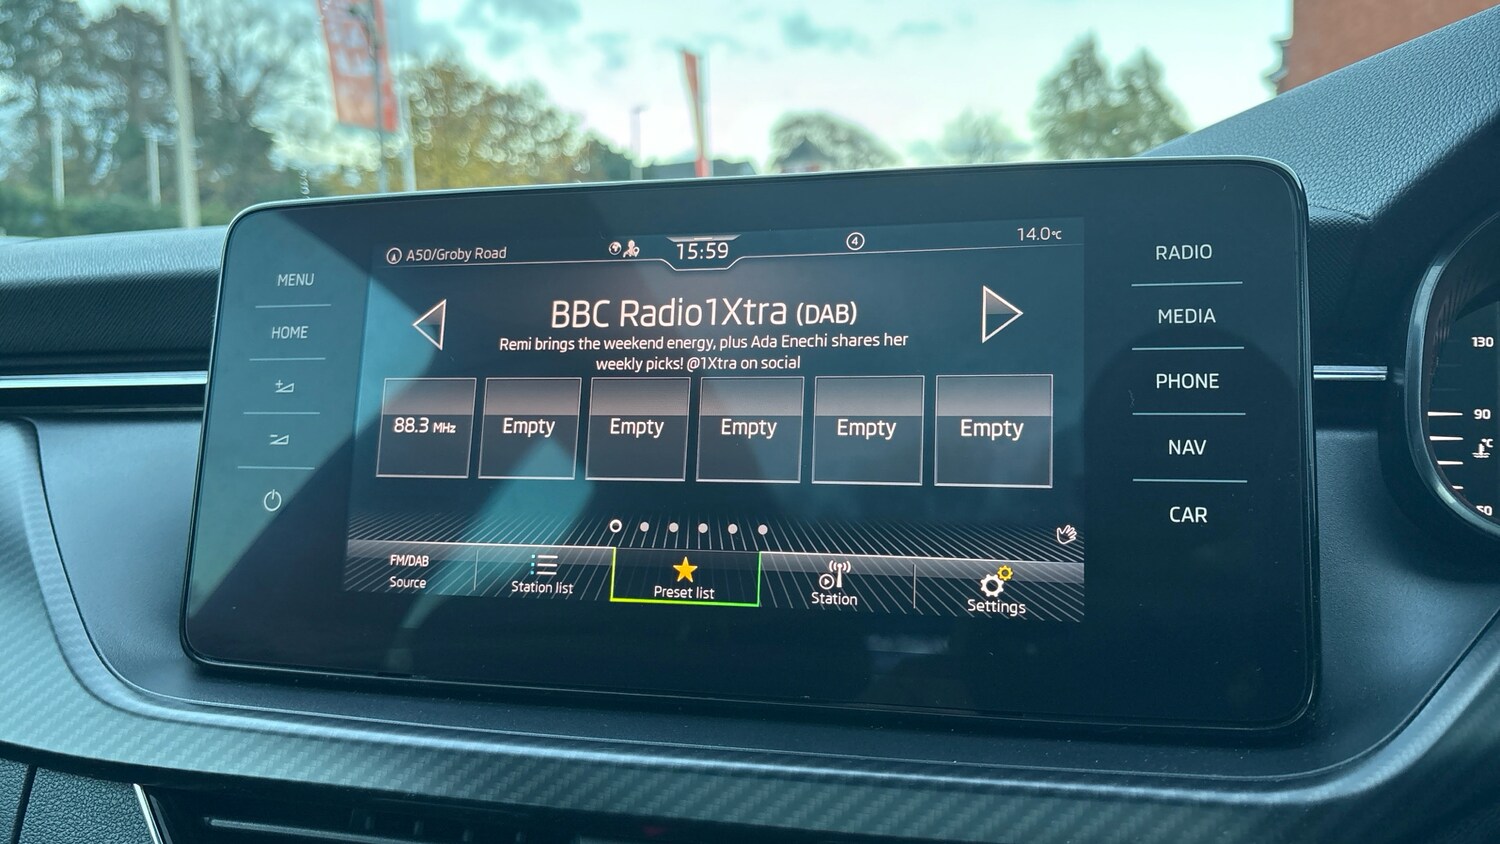 A50/Groby Road
15:59
4
14.0°C
MENU
HOME
RADIO
MEDIA
PHONE
NAV
CAR
BBC Radio1Xtra (DAB)
Remi brings the weekend energy, plus Ada Enechi shares her
weekly picks! @1Xtra on social
88.3 MHz
Empty
Empty
Empty
Empty
Empty
FM/DAB
Source
Station list
Preset list
Station
Settings
130
90
°C
50